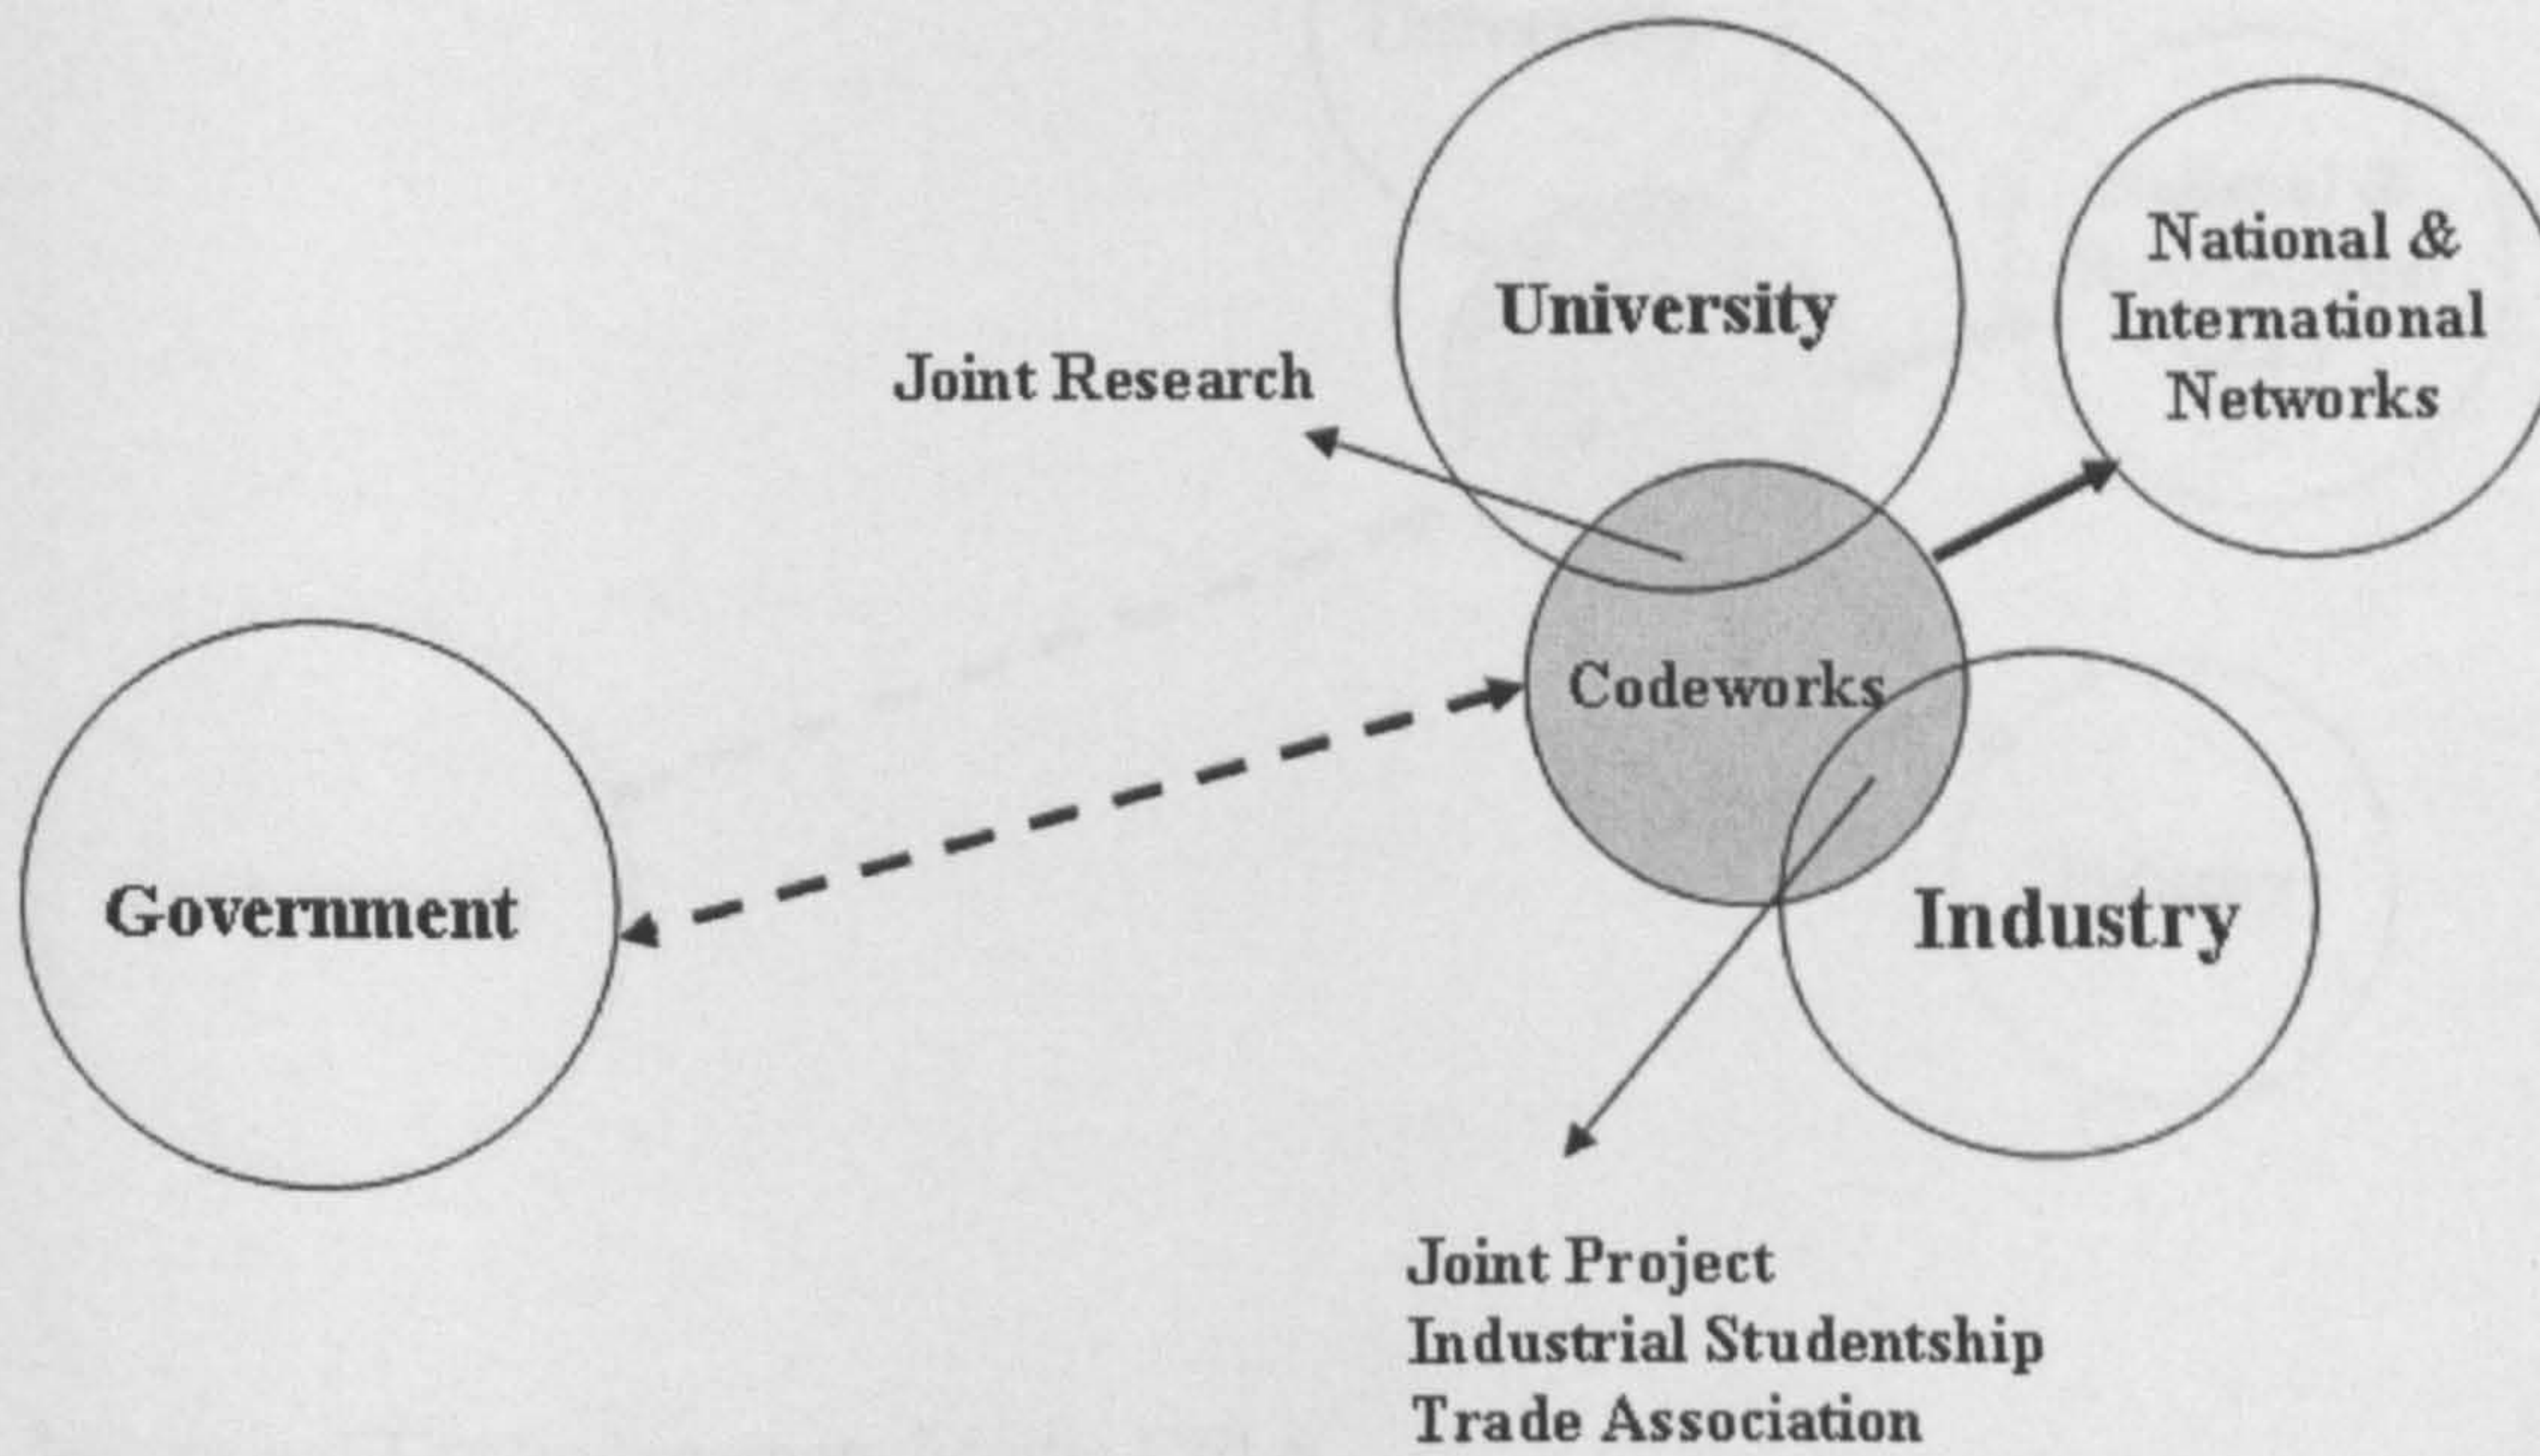 University
National &
International
Networks
Joint Research
Codeworks
Government
Industry
Joint Project
Industrial Studentship
Trade Association